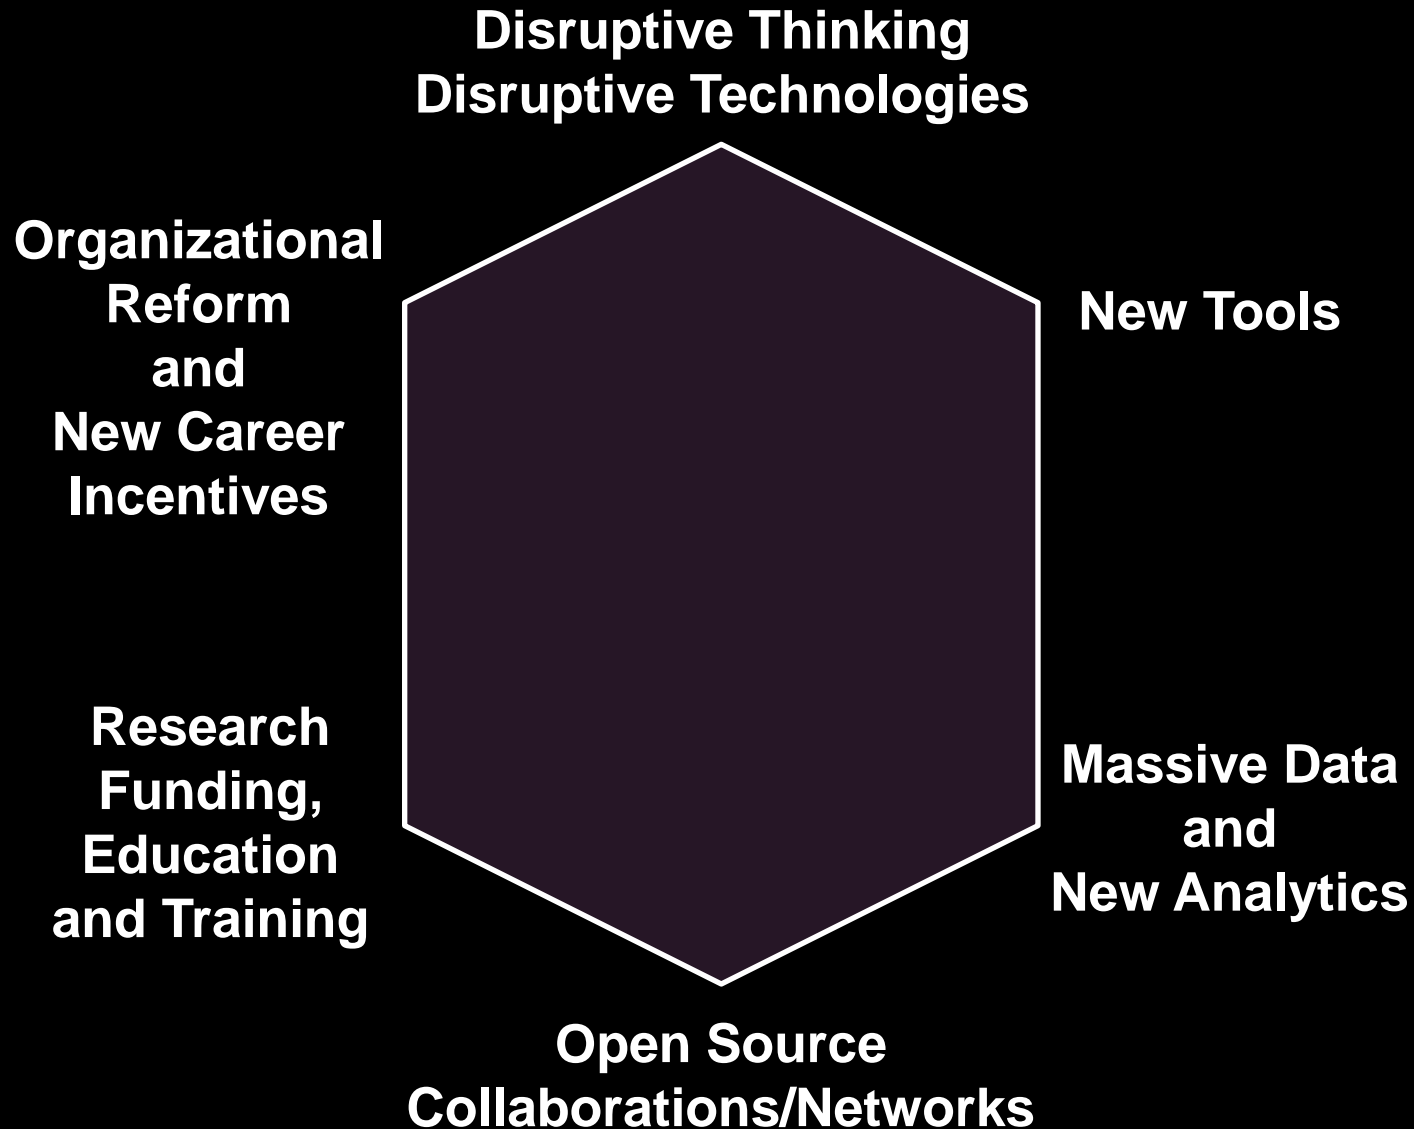 Disruptive Thinking
Disruptive Technologies
Organizational
Reform
and
New Career
Incentives
New Tools
Research
Funding,
Education
and Training
Massive Data
and
New Analytics
Open Source
Collaborations/Networks